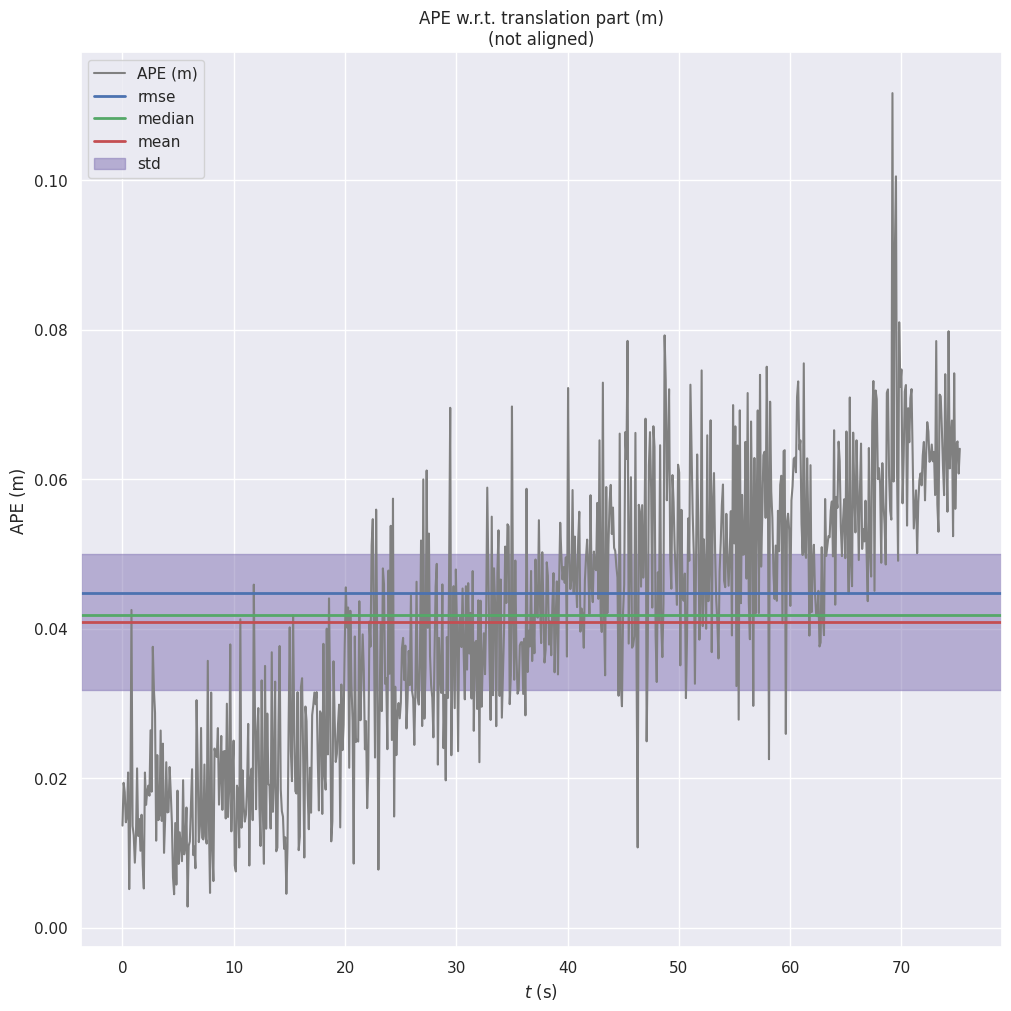 APE w.r.t. translation part (m)
(not aligned)
APE (m)
rmse
median
mean
std
APE (m)
0.10
0.08
0.06
0.04
0.02
0.00
0 10 20 30 40 50 60 70
t (s)